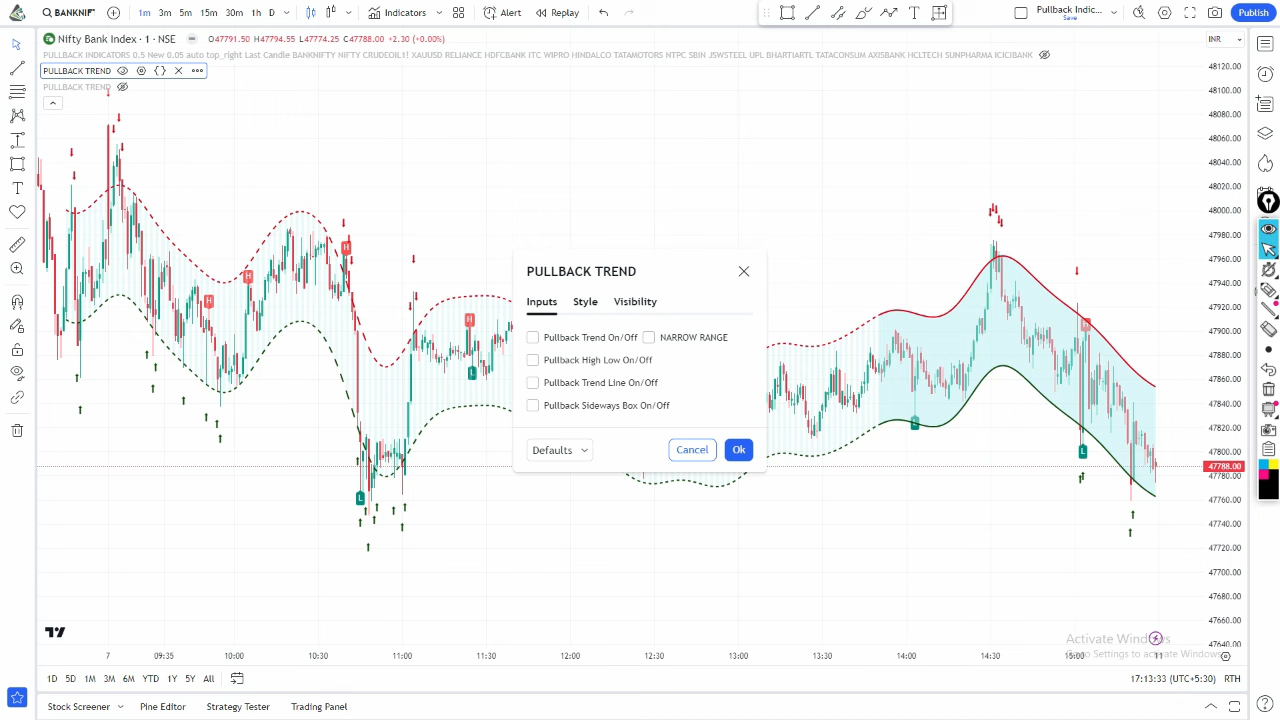 BANKNIF 1m 3m 5m 15m 30m 1h D Indicators Alert Replay Pullback Indic... Save Publish
Nifty Bank Index · 1 · NSE O47791.50 H47794.55 L47774.25 C47788.00 +2.30 (+0.00%) INR
PULLBACK INDICATORS 0.5 New 0.05 auto top_right Last Candle BANKNIFTY NIFTY CRUDEOIL1! XAUUSD RELIANCE HDFCBANK ITC WIPRO HINDALCO TATAMOTORS NTPC SBIN JSWSTEEL UPL BHARTIARTL TATACONSUM AXISBANK HCLTECH SUNPHARMA ICICIBANK
PULLBACK TREND
PULLBACK TREND
48120.00
48100.00
48080.00
48060.00
48040.00
48020.00
48000.00
47980.00
47960.00
47940.00
47920.00
47900.00
47880.00
47860.00
47840.00
47820.00
47800.00
47788.00
47780.00
47760.00
47740.00
47720.00
47700.00
47680.00
47660.00
47640.00
H
H
H
H
H
L
L
L
L
PULLBACK TREND
Inputs Style Visibility
Pullback Trend On/Off NARROW RANGE
Pullback High Low On/Off
Pullback Trend Line On/Off
Pullback Sideways Box On/Off
Defaults Cancel Ok
Activate Windows
Go to Settings to activate Windows.
7 09:35 10:00 10:30 11:00 11:30 12:00 12:30 13:00 13:30 14:00 14:30 15:00 11
1D 5D 1M 3M 6M YTD 1Y 5Y All 17:13:33 (UTC+5:30) RTH
Stock Screener Pine Editor Strategy Tester Trading Panel